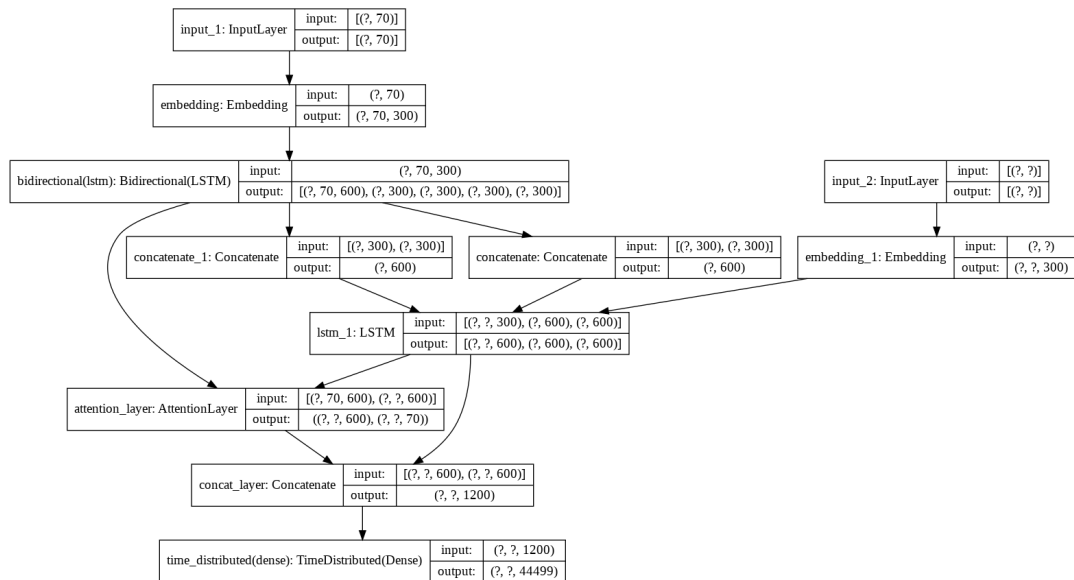 input_1: InputLayer
input: [(?, 70)]
output: [(?, 70)]
embedding: Embedding
input: (?, 70)
output: (?, 70, 300)
bidirectional(lstm): Bidirectional(LSTM)
input: (?, 70, 300)
output: [(?, 70, 600), (?, 300), (?, 300), (?, 300), (?, 300)]
input_2: InputLayer
input: [(?, ?)]
output: [(?, ?)]
concatenate_1: Concatenate
input: [(?, 300), (?, 300)]
output: (?, 600)
concatenate: Concatenate
input: [(?, 300), (?, 300)]
output: (?, 600)
embedding_1: Embedding
input: (?, ?)
output: (?, ?, 300)
lstm_1: LSTM
input: [(?, ?, 300), (?, 600), (?, 600)]
output: [(?, ?, 600), (?, 600), (?, 600)]
attention_layer: AttentionLayer
input: [(?, 70, 600), (?, ?, 600)]
output: ((?, ?, 600), (?, ?, 70))
concat_layer: Concatenate
input: [(?, ?, 600), (?, ?, 600)]
output: (?, ?, 1200)
time_distributed(dense): TimeDistributed(Dense)
input: (?, ?, 1200)
output: (?, ?, 44499)